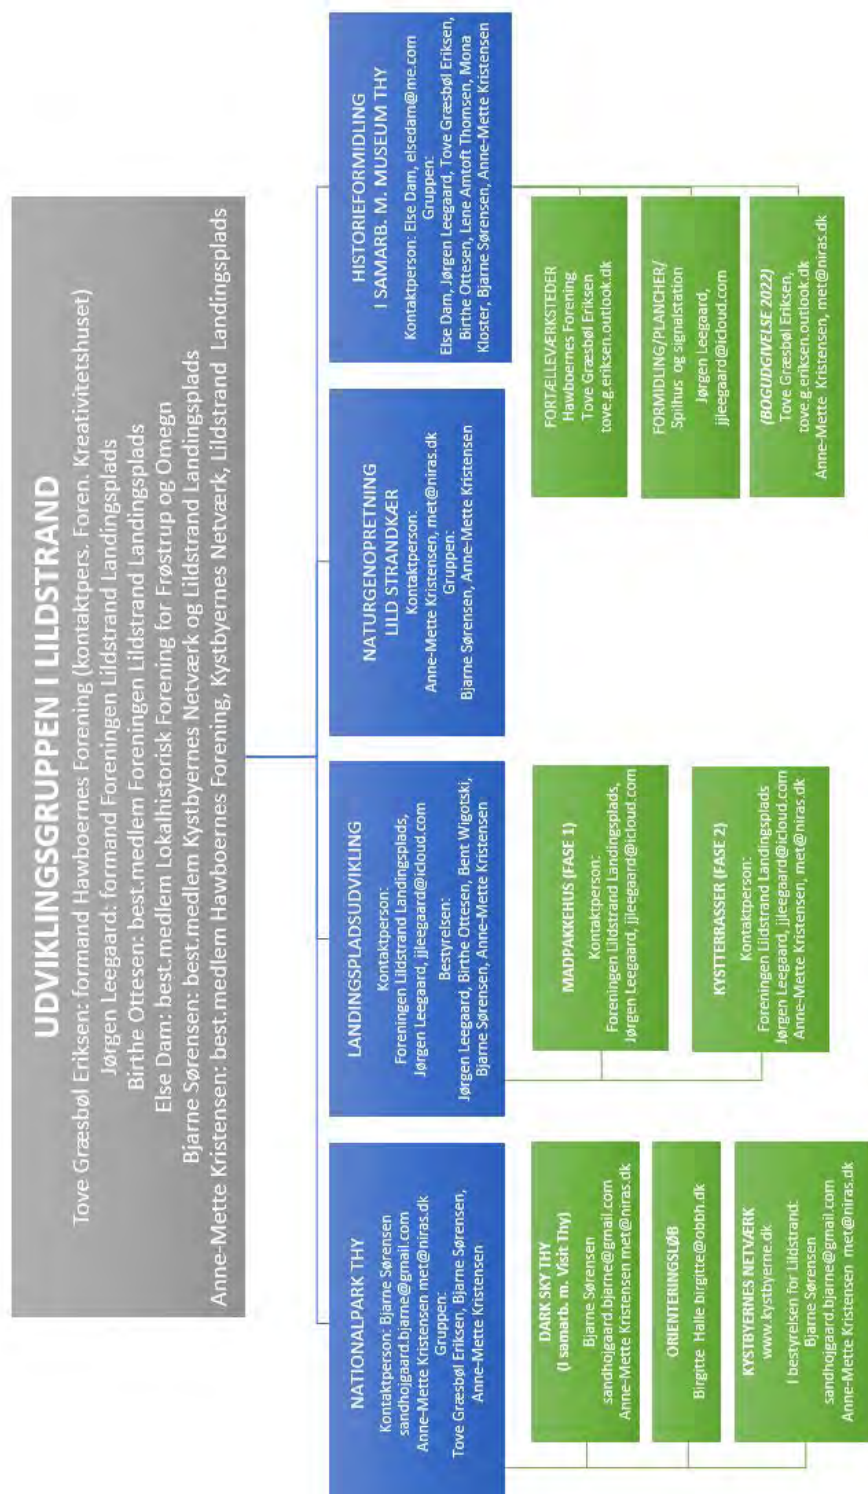 UDVIKLINGSGRUPPEN I LILDSTRAND
Tove Græsbøl Eriksen: formand Hawboernes Forening (kontaktpers. Foren. Kreativitetshuset)
Jørgen Leegaard: formand Foreningen Lildstrand Landingsplads
Birthe Ottesen: best.medlem Foreningen Lildstrand Landingsplads
Else Dam: best.medlem Lokalhistorisk Forening for Frøstrup og Omegn
Bjarne Sørensen: best.medlem Kystbyernes Netværk og Lildstrand Landingsplads
Anne-Mette Kristensen: best.medlem Hawboernes Forening, Kystbyernes Netværk, Lildstrand Landingsplads
NATIONALPARK THY
Kontaktperson: Bjarne Sørensen
sandhojgaard.bjarne@gmail.com
Anne-Mette Kristensen met@niras.dk
Gruppen:
Tove Græsbøl Eriksen, Bjarne Sørensen,
Anne-Mette Kristensen
DARK SKY THY
(I samarb. m. Visit Thy)
Bjarne Sørensen
sandhojgaard.bjarne@gmail.com
Anne-Mette Kristensen met@niras.dk
ORIENTERINGSLØB
Birgitte Halle birgitte@obbh.dk
KYSTBYERNES NETVÆRK
www.kystbyerne.dk
I bestyrelsen for Lildstrand:
Bjarne Sørensen
sandhojgaard.bjarne@gmail.com
Anne-Mette Kristensen met@niras.dk
LANDINGSPLADSUDVIKLING
Kontaktperson:
Foreningen Lildstrand Landingsplads,
Jørgen Leegaard, jjleegaard@icloud.com
Bestyrelsen:
Jørgen Leegaard, Birthe Ottesen, Bent Wigotski,
Bjarne Sørensen, Anne-Mette Kristensen
MADPAKKEHUS (FASE 1)
Kontaktperson:
Foreningen Lildstrand Landingsplads,
Jørgen Leegaard, jjleegaard@icloud.com
KYSTTERRASSER (FASE 2)
Kontaktperson:
Foreningen Lildstrand Landingsplads
Jørgen Leegaard, jjleegaard@icloud.com
Anne-Mette Kristensen, met@niras.dk
NATURGENOPRETNING
LILD STRANDKÆR
Kontaktperson:
Anne-Mette Kristensen, met@niras.dk
Gruppen:
Bjarne Sørensen, Anne-Mette Kristensen
HISTORIEFORMIDLING
I SAMARB. M. MUSEUM THY
Kontaktperson: Else Dam, elsedam@me.com
Gruppen:
Else Dam, Jørgen Leegaard, Tove Græsbøl Eriksen,
Birthe Ottesen, Lene Amtoft Thomsen, Mona
Kloster, Bjarne Sørensen, Anne-Mette Kristensen
FORTÆLLEVÆRKSTEDER
Hawboernes Forening
Tove Græsbøl Eriksen
tove.g.eriksen.outlook.dk
FORMIDLING/PLANCHER/
Spilhus og signalstation
Jørgen Leegaard,
jjleegaard@icloud.com
(BOGUDGIVELSE 2022)
Tove Græsbøl Eriksen,
tove.g.eriksen.outlook.dk
Anne-Mette Kristensen, met@niras.dk